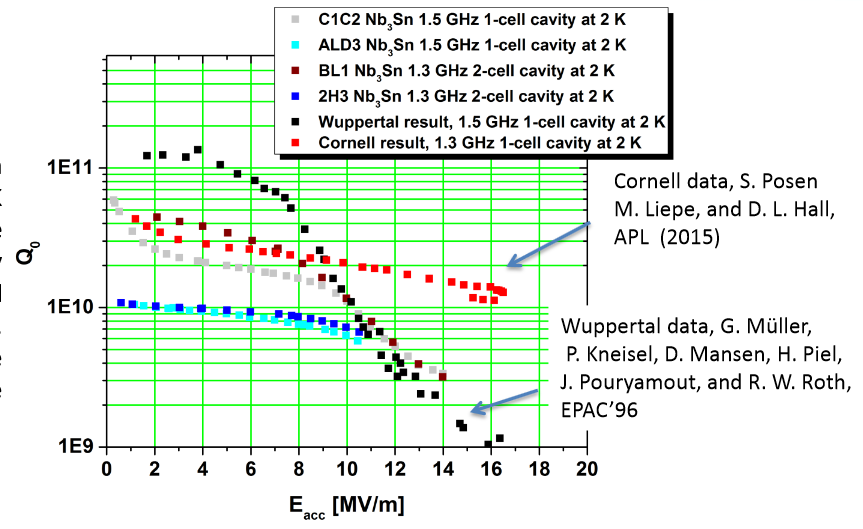 C1C2 Nb₃Sn 1.5 GHz 1-cell cavity at 2 K
ALD3 Nb₃Sn 1.5 GHz 1-cell cavity at 2 K
BL1 Nb₃Sn 1.3 GHz 2-cell cavity at 2 K
2H3 Nb₃Sn 1.3 GHz 2-cell cavity at 2 K
Wuppertal result, 1.5 GHz 1-cell cavity at 2 K
Cornell result, 1.3 GHz 1-cell cavity at 2 K
1E11
1E10
1E9
Q₀
0 2 4 6 8 10 12 14 16 18 20
E_acc [MV/m]
Cornell data, S. Posen
M. Liepe, and D. L. Hall,
APL (2015)
Wuppertal data, G. Müller,
P. Kneisel, D. Mansen, H. Piel,
J. Pouryamout, and R. W. Roth,
EPAC’96